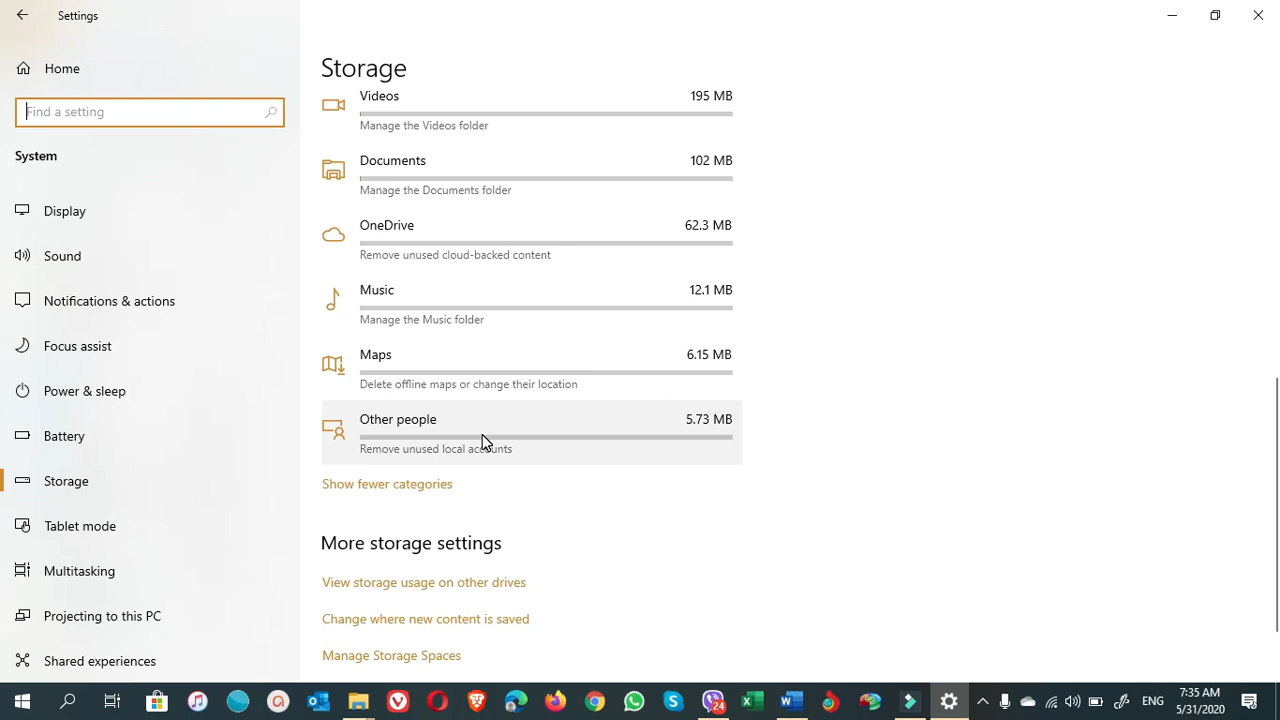 Settings
Home
Find a setting
System
Display
Sound
Notifications & actions
Focus assist
Power & sleep
Battery
Storage
Tablet mode
Multitasking
Projecting to this PC
Shared experiences
Storage
Videos 195 MB
Manage the Videos folder
Documents 102 MB
Manage the Documents folder
OneDrive 62.3 MB
Remove unused cloud-backed content
Music 12.1 MB
Manage the Music folder
Maps 6.15 MB
Delete offline maps or change their location
Other people 5.73 MB
Remove unused local accounts
Show fewer categories
More storage settings
View storage usage on other drives
Change where new content is saved
Manage Storage Spaces
24
ENG
7:35 AM
5/31/2020